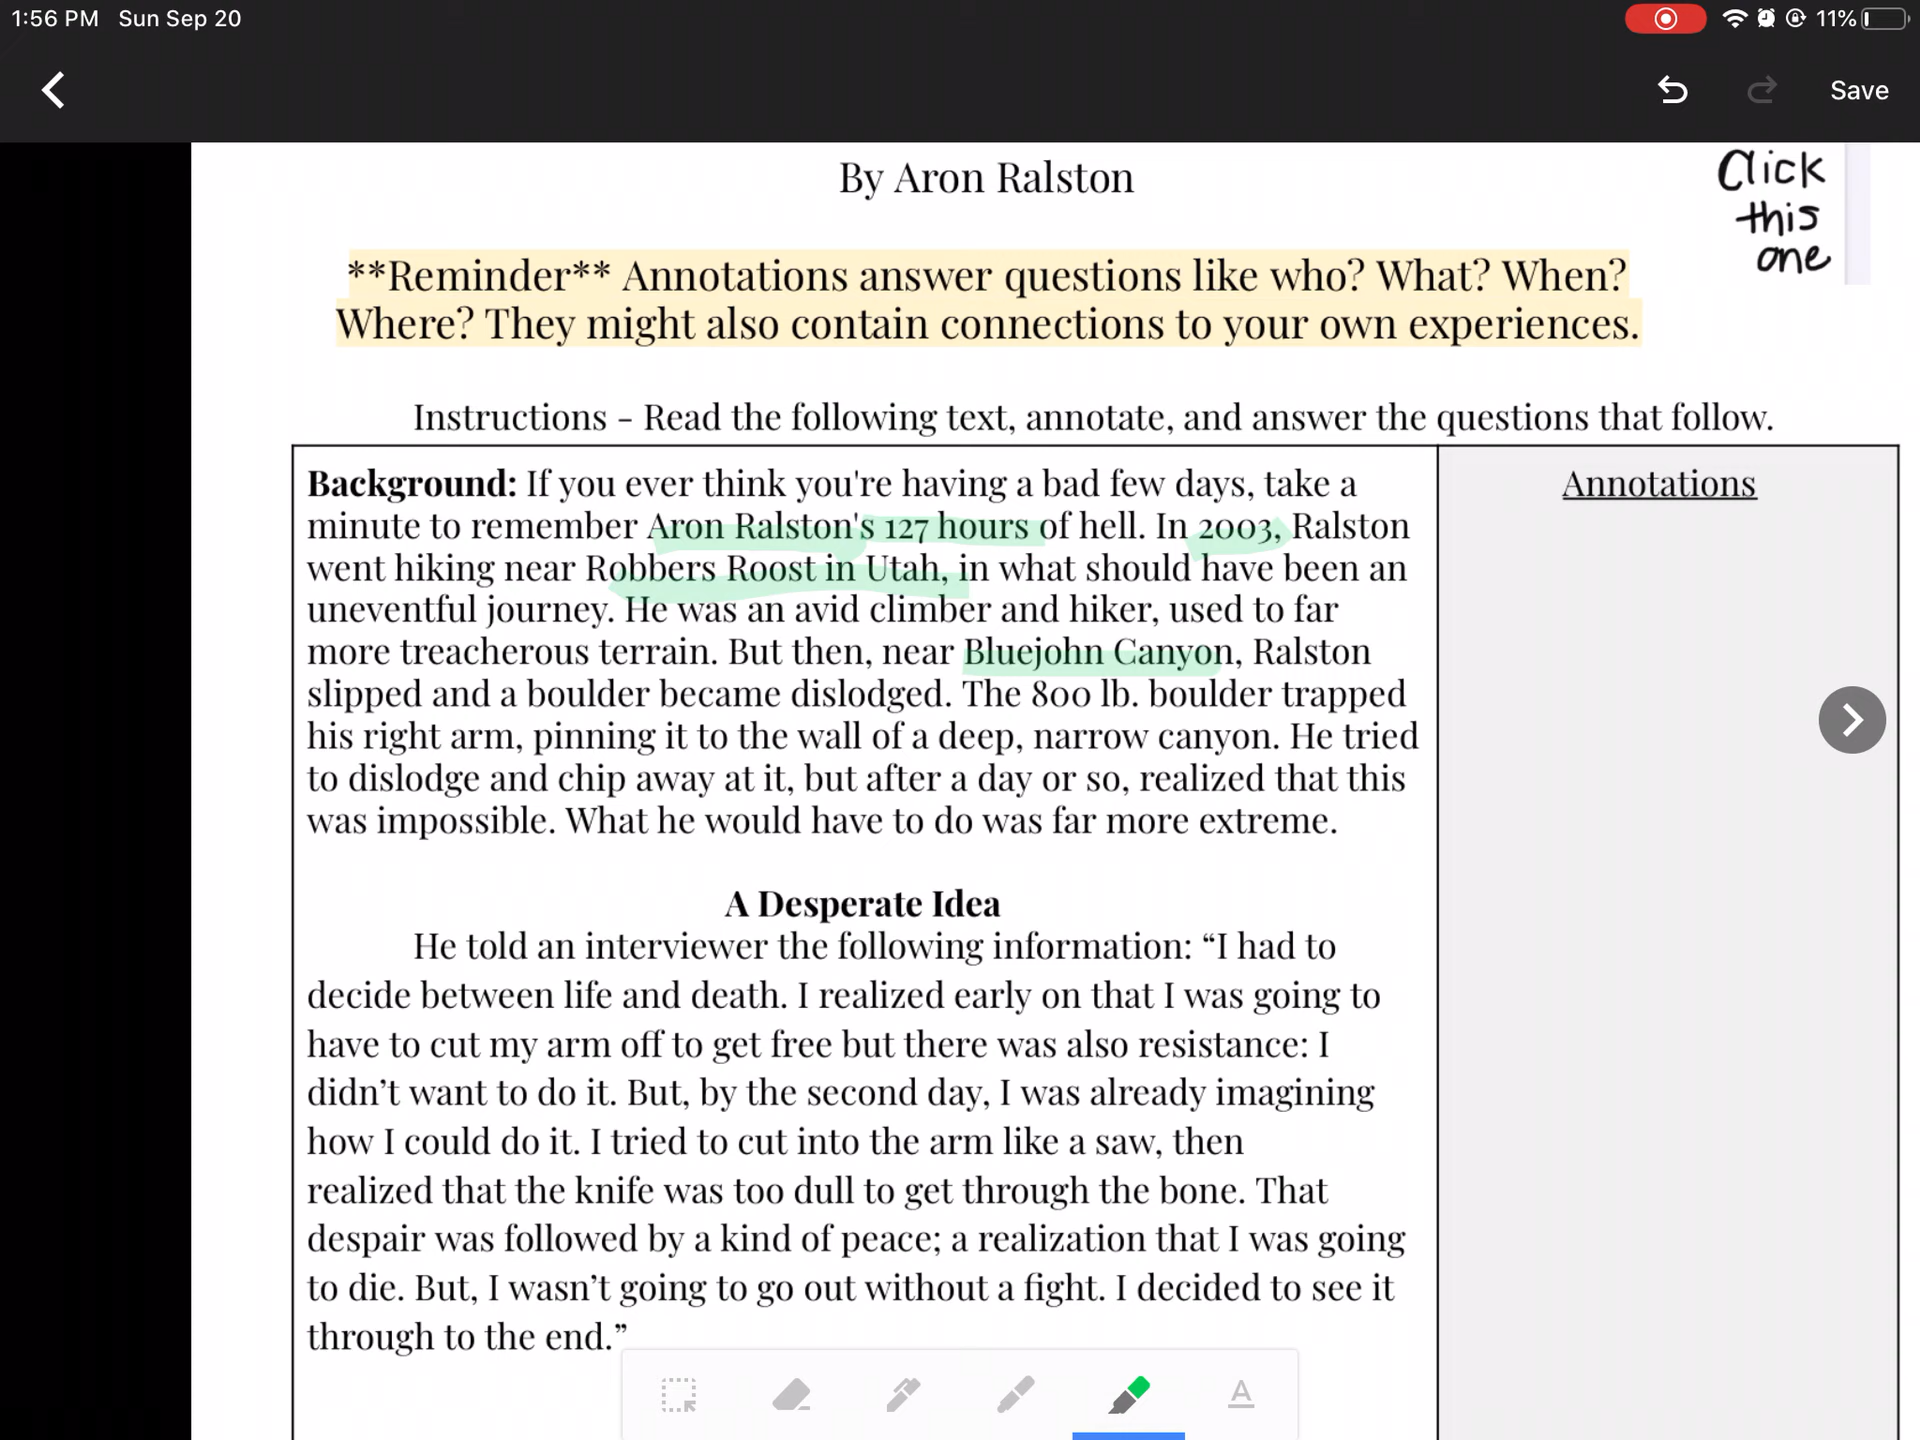 1:56 PM Sun Sep 20
11%
Save
By Aron Ralston
Click
this
one
**Reminder** Annotations answer questions like who? What? When?
Where? They might also contain connections to your own experiences.
Instructions - Read the following text, annotate, and answer the questions that follow.
Background: If you ever think you're having a bad few days, take a
minute to remember Aron Ralston's 127 hours of hell. In 2003, Ralston
went hiking near Robbers Roost in Utah, in what should have been an
uneventful journey. He was an avid climber and hiker, used to far
more treacherous terrain. But then, near Bluejohn Canyon, Ralston
slipped and a boulder became dislodged. The 800 lb. boulder trapped
his right arm, pinning it to the wall of a deep, narrow canyon. He tried
to dislodge and chip away at it, but after a day or so, realized that this
was impossible. What he would have to do was far more extreme.
A Desperate Idea
He told an interviewer the following information: “I had to
decide between life and death. I realized early on that I was going to
have to cut my arm off to get free but there was also resistance: I
didn’t want to do it. But, by the second day, I was already imagining
how I could do it. I tried to cut into the arm like a saw, then
realized that the knife was too dull to get through the bone. That
despair was followed by a kind of peace; a realization that I was going
to die. But, I wasn’t going to go out without a fight. I decided to see it
through to the end.”
Annotations
A